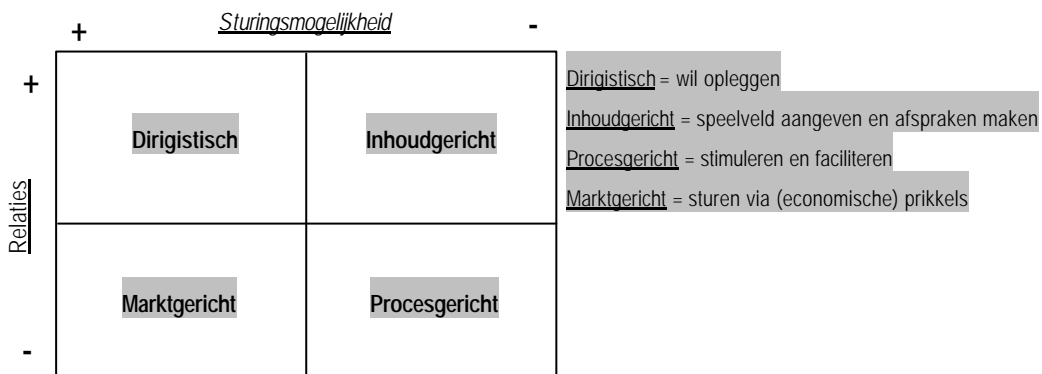 Sturingsmogelijkheid
+ -
+
Dirigistisch Inhoudgericht
Relaties
Marktgericht Procesgericht
-
Dirigistisch = wil opleggen
Inhoudgericht = speelveld aangeven en afspraken maken
Procesgericht = stimuleren en faciliteren
Marktgericht = sturen via (economische) prikkels